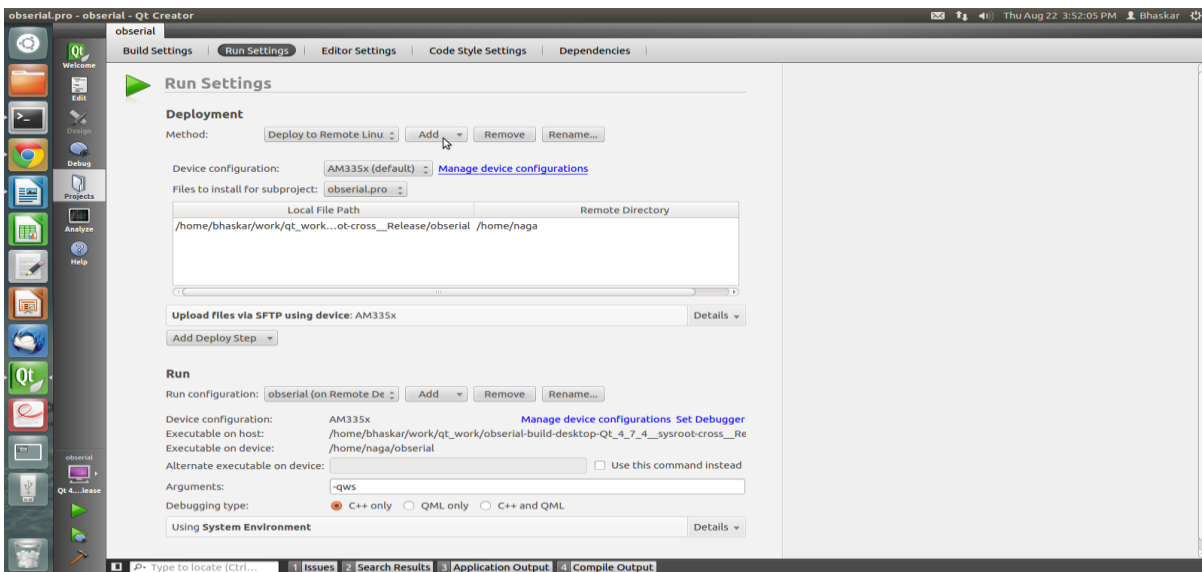 obserial.pro - obserial - Qt Creator
Thu Aug 22 3:52:05 PM Bhaskar
obserial
Build Settings Run Settings Editor Settings Code Style Settings Dependencies
Qt
Welcome
Edit
Design
Debug
Projects
Analyze
Help
Run Settings
Deployment
Method: Deploy to Remote Linu Add Remove Rename...
Device configuration: AM335x (default) Manage device configurations
Files to install for subproject: obserial.pro
Local File Path Remote Directory
/home/bhaskar/work/qt_work...ot-cross__Release/obserial /home/naga
Upload files via SFTP using device: AM335x Details
Add Deploy Step
Run
Run configuration: obserial (on Remote De Add Remove Rename...
Device configuration: AM335x Manage device configurations Set Debugger
Executable on host: /home/bhaskar/work/qt_work/obserial-build-desktop-Qt_4_7_4__sysroot-cross__Re
Executable on device: /home/naga/obserial
Alternate executable on device: Use this command instead
Arguments: -qws
Debugging type: C++ only QML only C++ and QML
Using System Environment Details
Qt
obserial
Qt 4....lease
Type to locate (Ctrl... 1 Issues 2 Search Results 3 Application Output 4 Compile Output